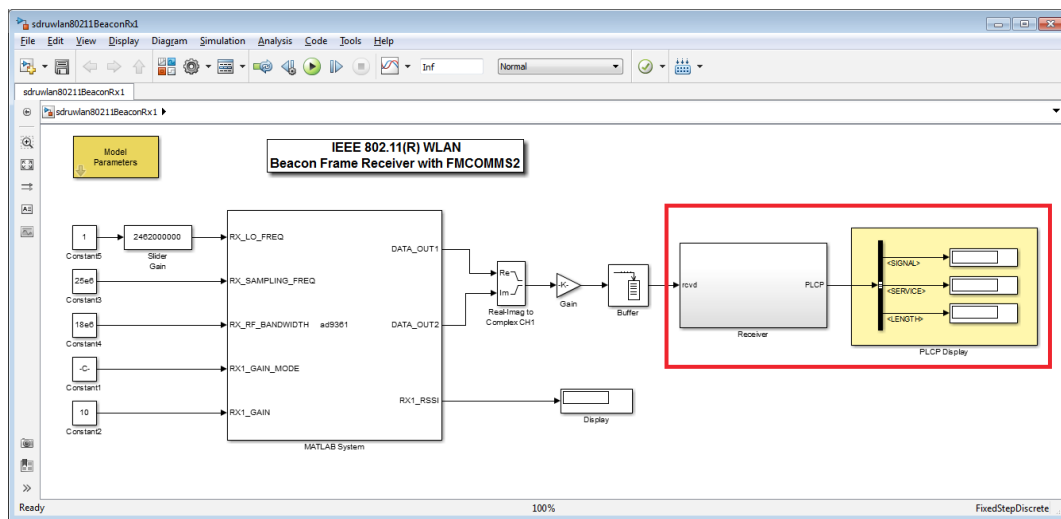 sdruwlan80211BeaconRx1
File Edit View Display Diagram Simulation Analysis Code Tools Help
Inf Normal
sdruwlan80211BeaconRx1
sdruwlan80211BeaconRx1
Model
Parameters
IEEE 802.11(R) WLAN
Beacon Frame Receiver with FMCOMMS2
1
Constant5
2462000000
Slider
Gain
RX_LO_FREQ
25e6
Constant3
RX_SAMPLING_FREQ
18e6
Constant4
RX_RF_BANDWIDTH
ad9361
-C-
Constant1
RX1_GAIN_MODE
10
Constant2
RX1_GAIN
DATA_OUT1
DATA_OUT2
RX1_RSSI
MATLAB System
Re
Im
Real-Imag to
Complex CH1
-K-
Gain
Buffer
Display
rcvd
PLCP
Receiver
<SIGNAL>
<SERVICE>
<LENGTH>
PLCP Display
Ready 100% FixedStepDiscrete